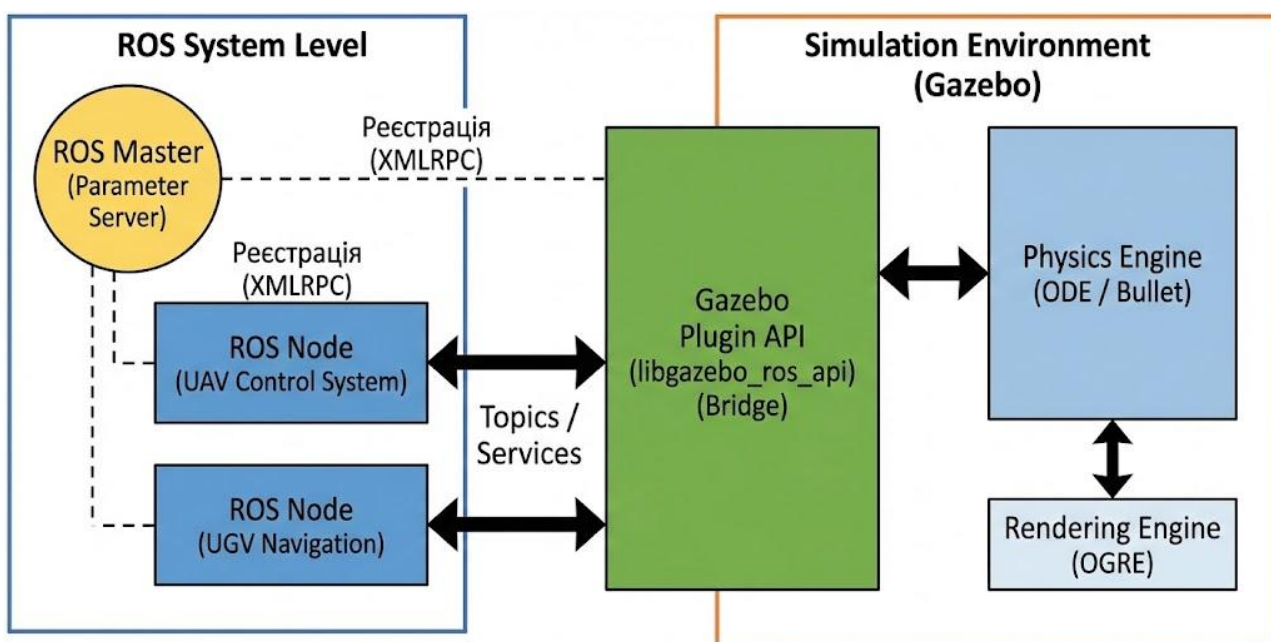 ROS System Level
ROS Master
(Parameter
Server)
Реєстрація
(XMLRPC)
Реєстрація
(XMLRPC)
ROS Node
(UAV Control System)
Topics /
Services
ROS Node
(UGV Navigation)
Gazebo
Plugin API
(libgazebo_ros_api)
(Bridge)
Simulation Environment
(Gazebo)
Physics Engine
(ODE / Bullet)
Rendering Engine
(OGRE)